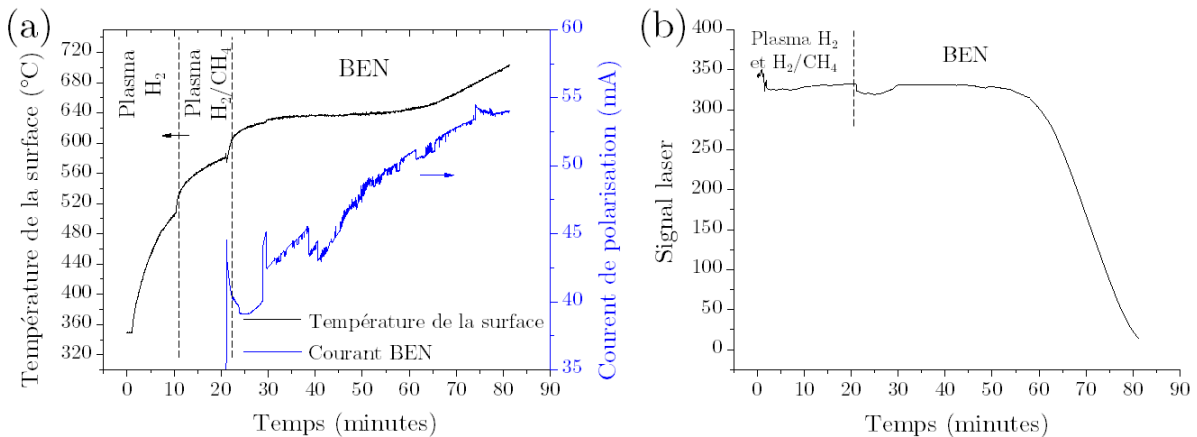 (a)
Température de la surface (°C)
720
680
640
600
560
520
480
440
400
360
320
Plasma
H2
Plasma
H2/CH4
BEN
Température de la surface
Courant BEN
0
10
20
30
40
50
60
70
80
90
Temps (minutes)
60
55
50
45
40
35
Courent de polarisation (mA)
(b)
Signal laser
400
350
300
250
200
150
100
50
0
Plasma H2
et H2/CH4
BEN
0
10
20
30
40
50
60
70
80
90
Temps (minutes)